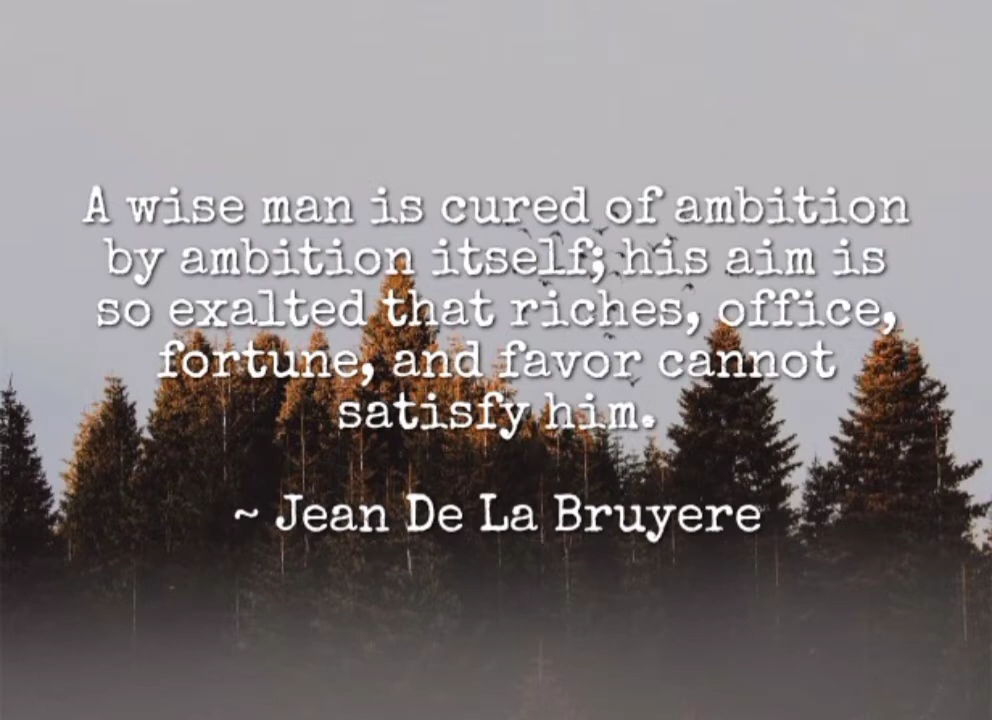 A wise man is cured of ambition
by ambition itself; his aim is
so exalted that riches, office,
fortune, and favor cannot
satisfy him.
~ Jean De La Bruyere